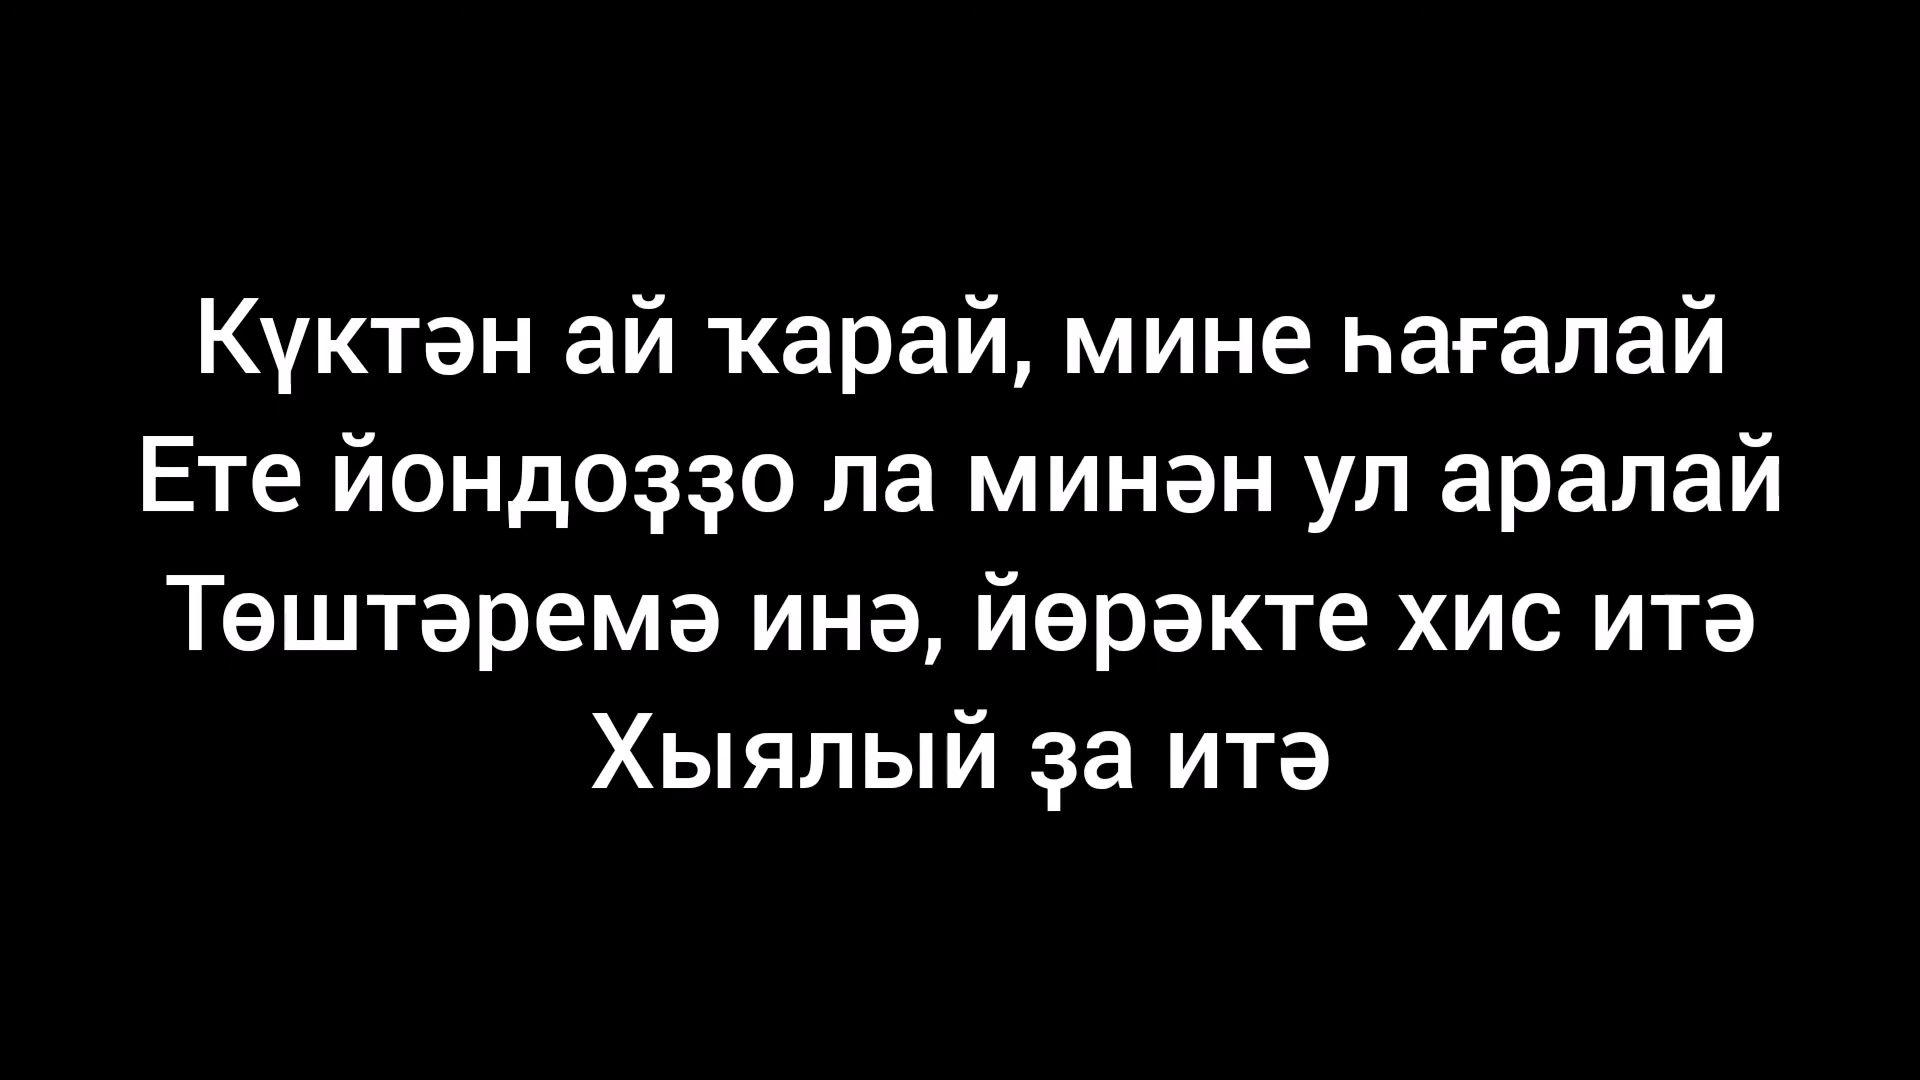 Күктән ай ҡарай, мине һағалай
Ете йондоҙҙо ла минән ул аралай
Төштәремә инә, йөрәкте хис итә
Хыялый ҙа итә